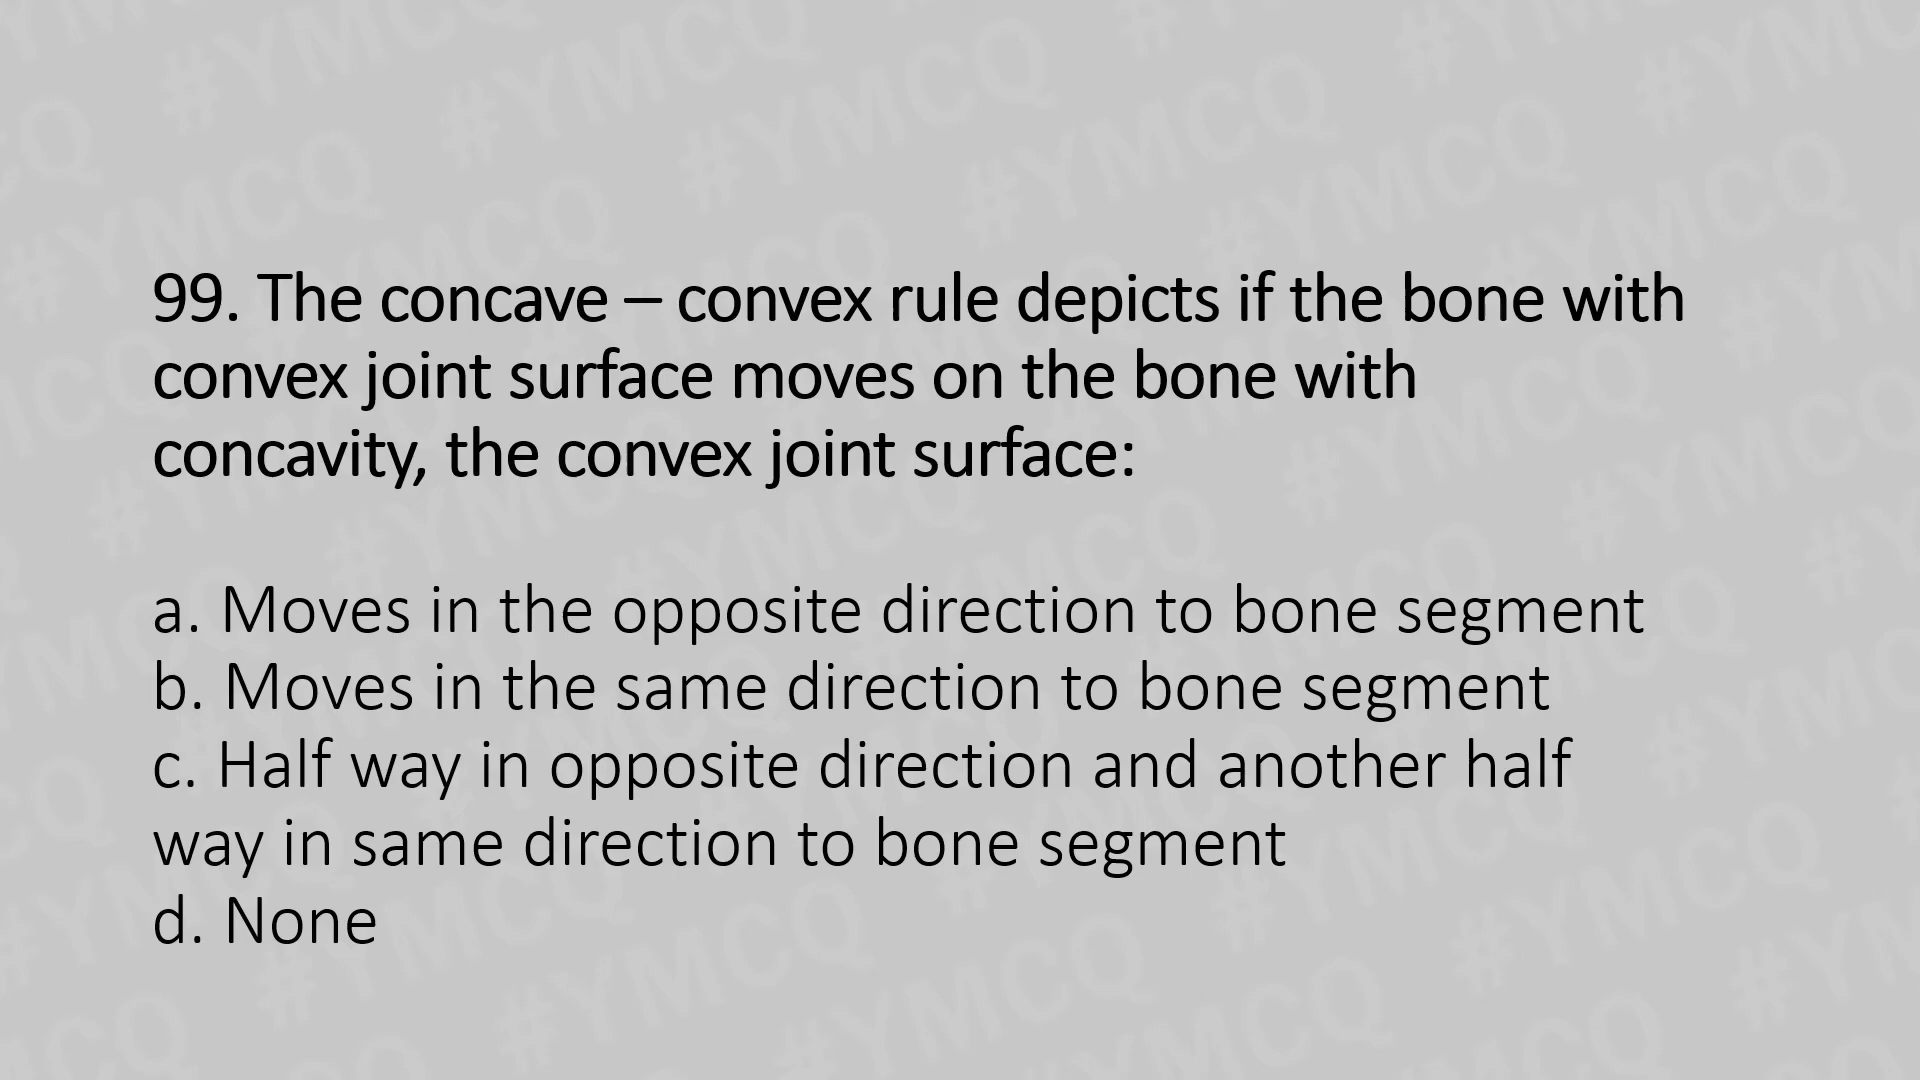 99. The concave – convex rule depicts if the bone with
convex joint surface moves on the bone with
concavity, the convex joint surface:
a. Moves in the opposite direction to bone segment
b. Moves in the same direction to bone segment
c. Half way in opposite direction and another half
way in same direction to bone segment
d. None